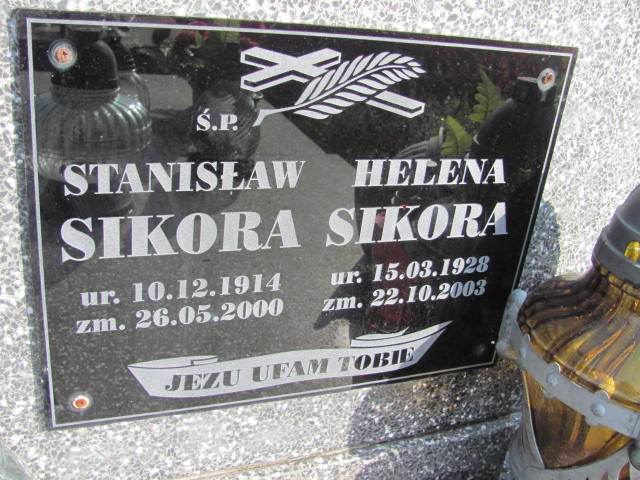 Ś.P.
STANISŁAW HELENA
SIKORA SIKORA
ur. 10.12.1914 ur. 15.03.1928
zm. 26.05.2000 zm. 22.10.2003
JEZU UFAM TOBIE